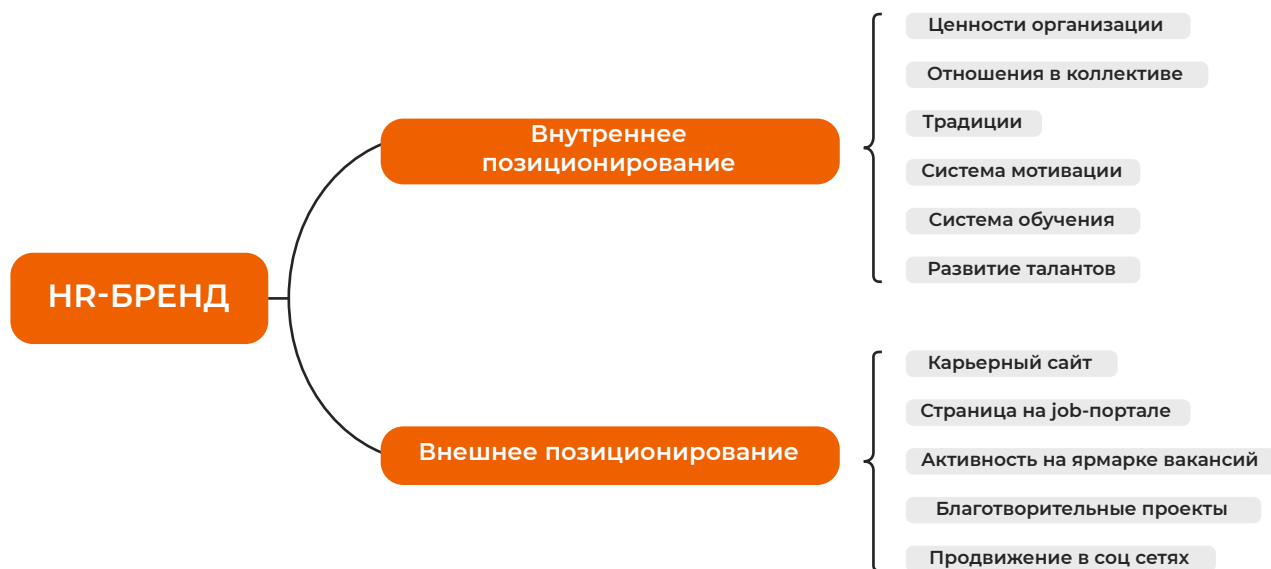 HR-БРЕНД
Внутреннее
позиционирование
Ценности организации
Отношения в коллективе
Традиции
Система мотивации
Система обучения
Развитие талантов
Внешнее позиционирование
Карьерный сайт
Страница на job-портале
Активность на ярмарке вакансий
Благотворительные проекты
Продвижение в соц сетях